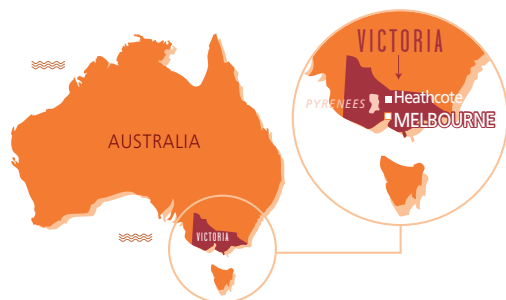 AUSTRALIA
VICTORIA
VICTORIA
PYRENEES
Heathcote
MELBOURNE